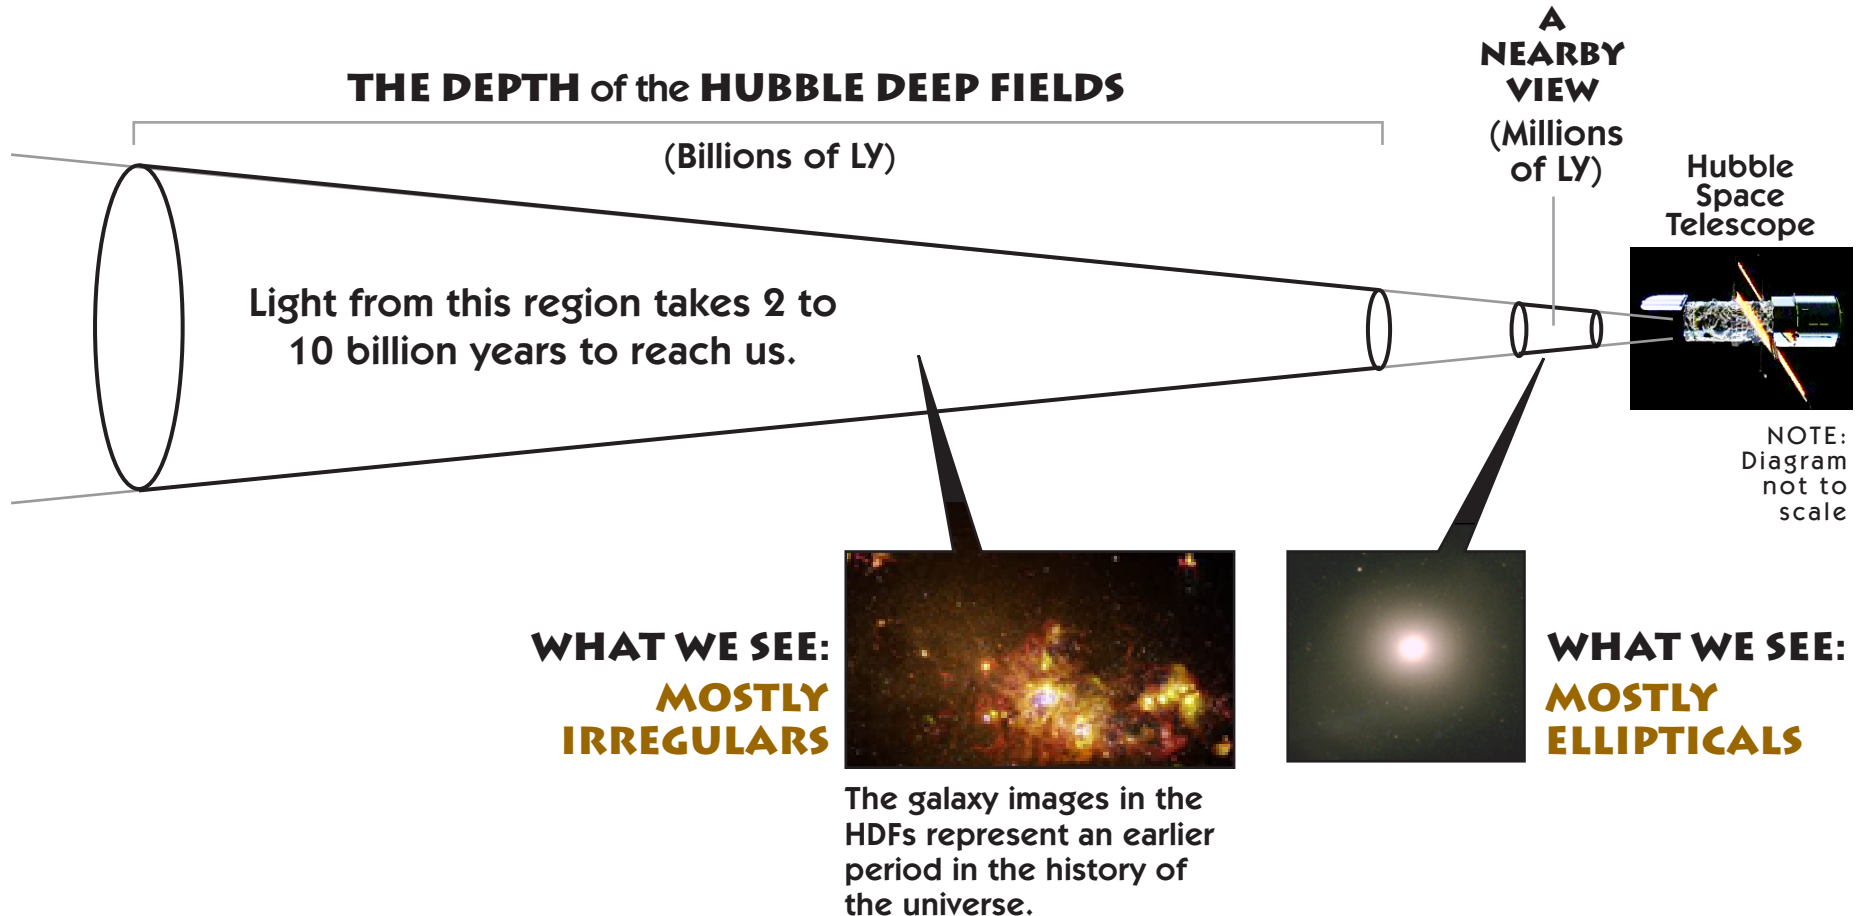 THE DEPTH of the HUBBLE DEEP FIELDS
(Billions of LY)
A
NEARBY
VIEW
(Millions
of LY)
Hubble
Space
Telescope
Light from this region takes 2 to
10 billion years to reach us.
NOTE:
Diagram
not to
scale
WHAT WE SEE:
MOSTLY
IRREGULARS
The galaxy images in the
HDFs represent an earlier
period in the history of
the universe.
WHAT WE SEE:
MOSTLY
ELLIPTICALS